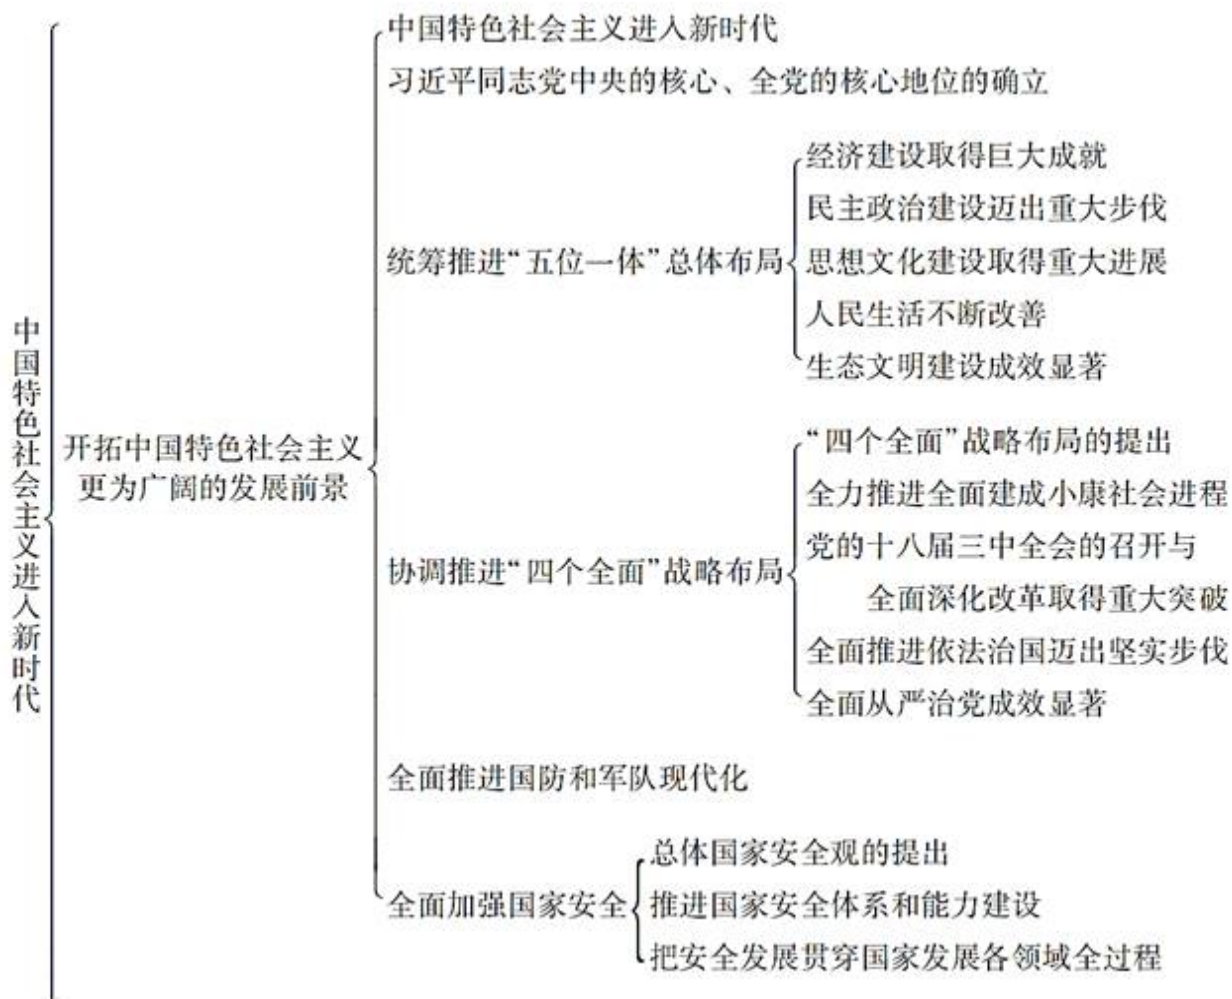 中国特色社会主义进入新时代
开拓中国特色社会主义
更为广阔的发展前景
中国特色社会主义进入新时代
习近平同志党中央的核心、全党的核心地位的确立
统筹推进“五位一体”总体布局
经济建设取得巨大成就
民主政治建设迈出重大步伐
思想文化建设取得重大进展
人民生活不断改善
生态文明建设成效显著
协调推进“四个全面”战略布局
“四个全面”战略布局的提出
全力推进全面建成小康社会进程
党的十八届三中全会的召开与
全面深化改革取得重大突破
全面推进依法治国迈出坚实步伐
全面从严治党成效显著
全面推进国防和军队现代化
全面加强国家安全
总体国家安全观的提出
推进国家安全体系和能力建设
把安全发展贯穿国家发展各领域全过程